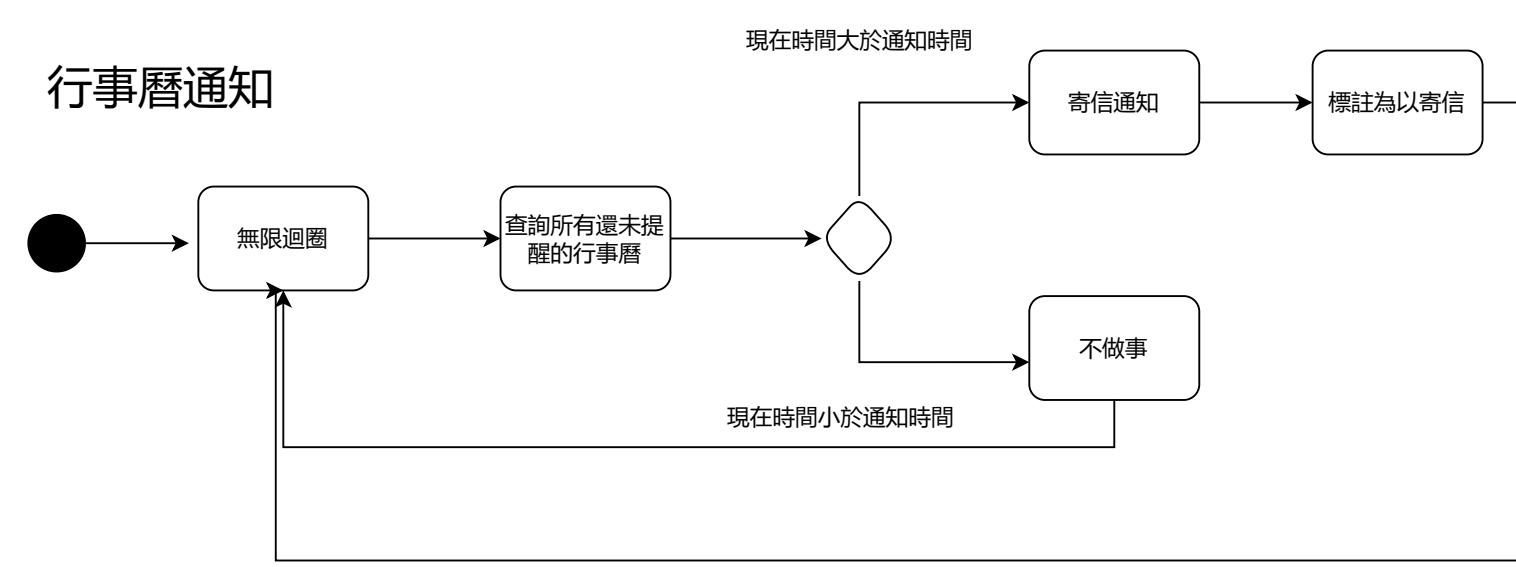 行事曆通知
現在時間大於通知時間
寄信通知
標註為以寄信
無限迴圈
查詢所有還未提
醒的行事曆
不做事
現在時間小於通知時間